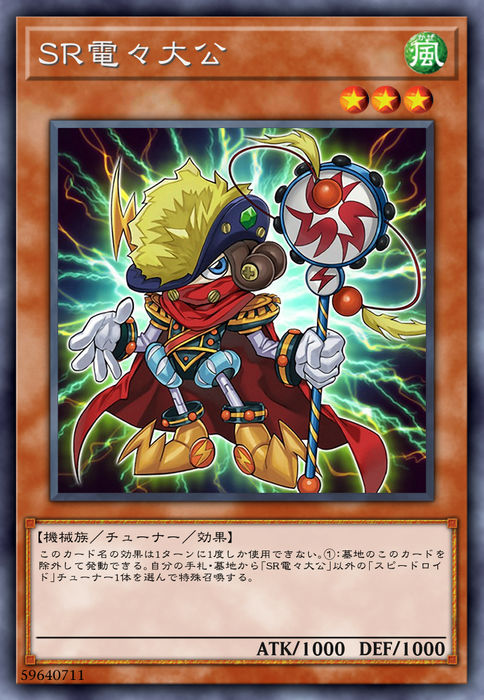 SR電々大公
かぜ
風
【機械族／チューナー／効果】
このカード名の効果は1ターンに1度しか使用できない。①：墓地のこのカードを
除外して発動できる。自分の手札・墓地から「SR電々大公」以外の「スピードロイ
ド」チューナー1体を選んで特殊召喚する。
ATK/1000 DEF/1000
59640711